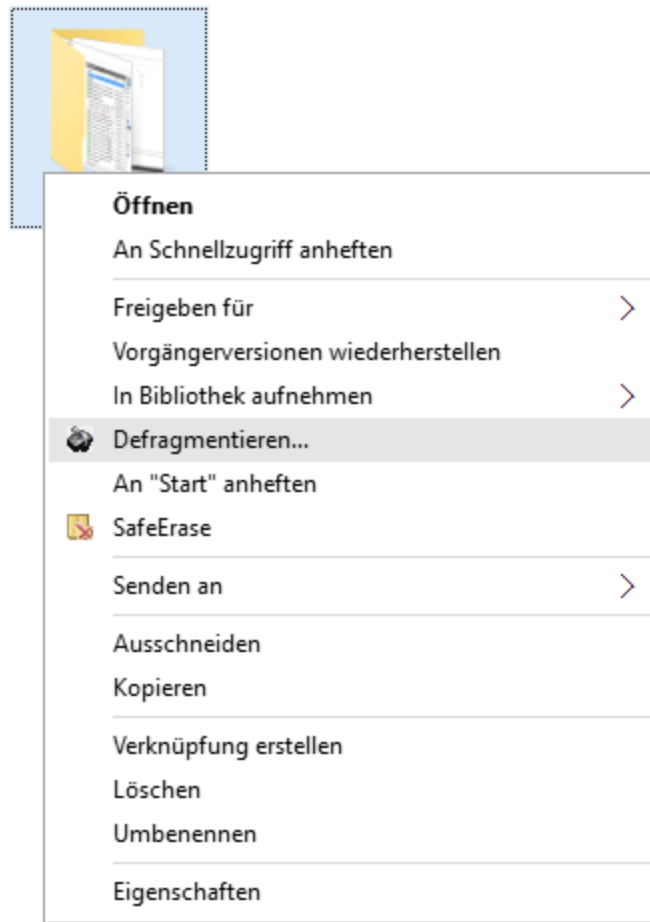 Öffnen
An Schnellzugriff anheften
Freigeben für
Vorgängerversionen wiederherstellen
In Bibliothek aufnehmen
Defragmentieren...
An "Start" anheften
SafeErase
Senden an
Ausschneiden
Kopieren
Verknüpfung erstellen
Löschen
Umbenennen
Eigenschaften